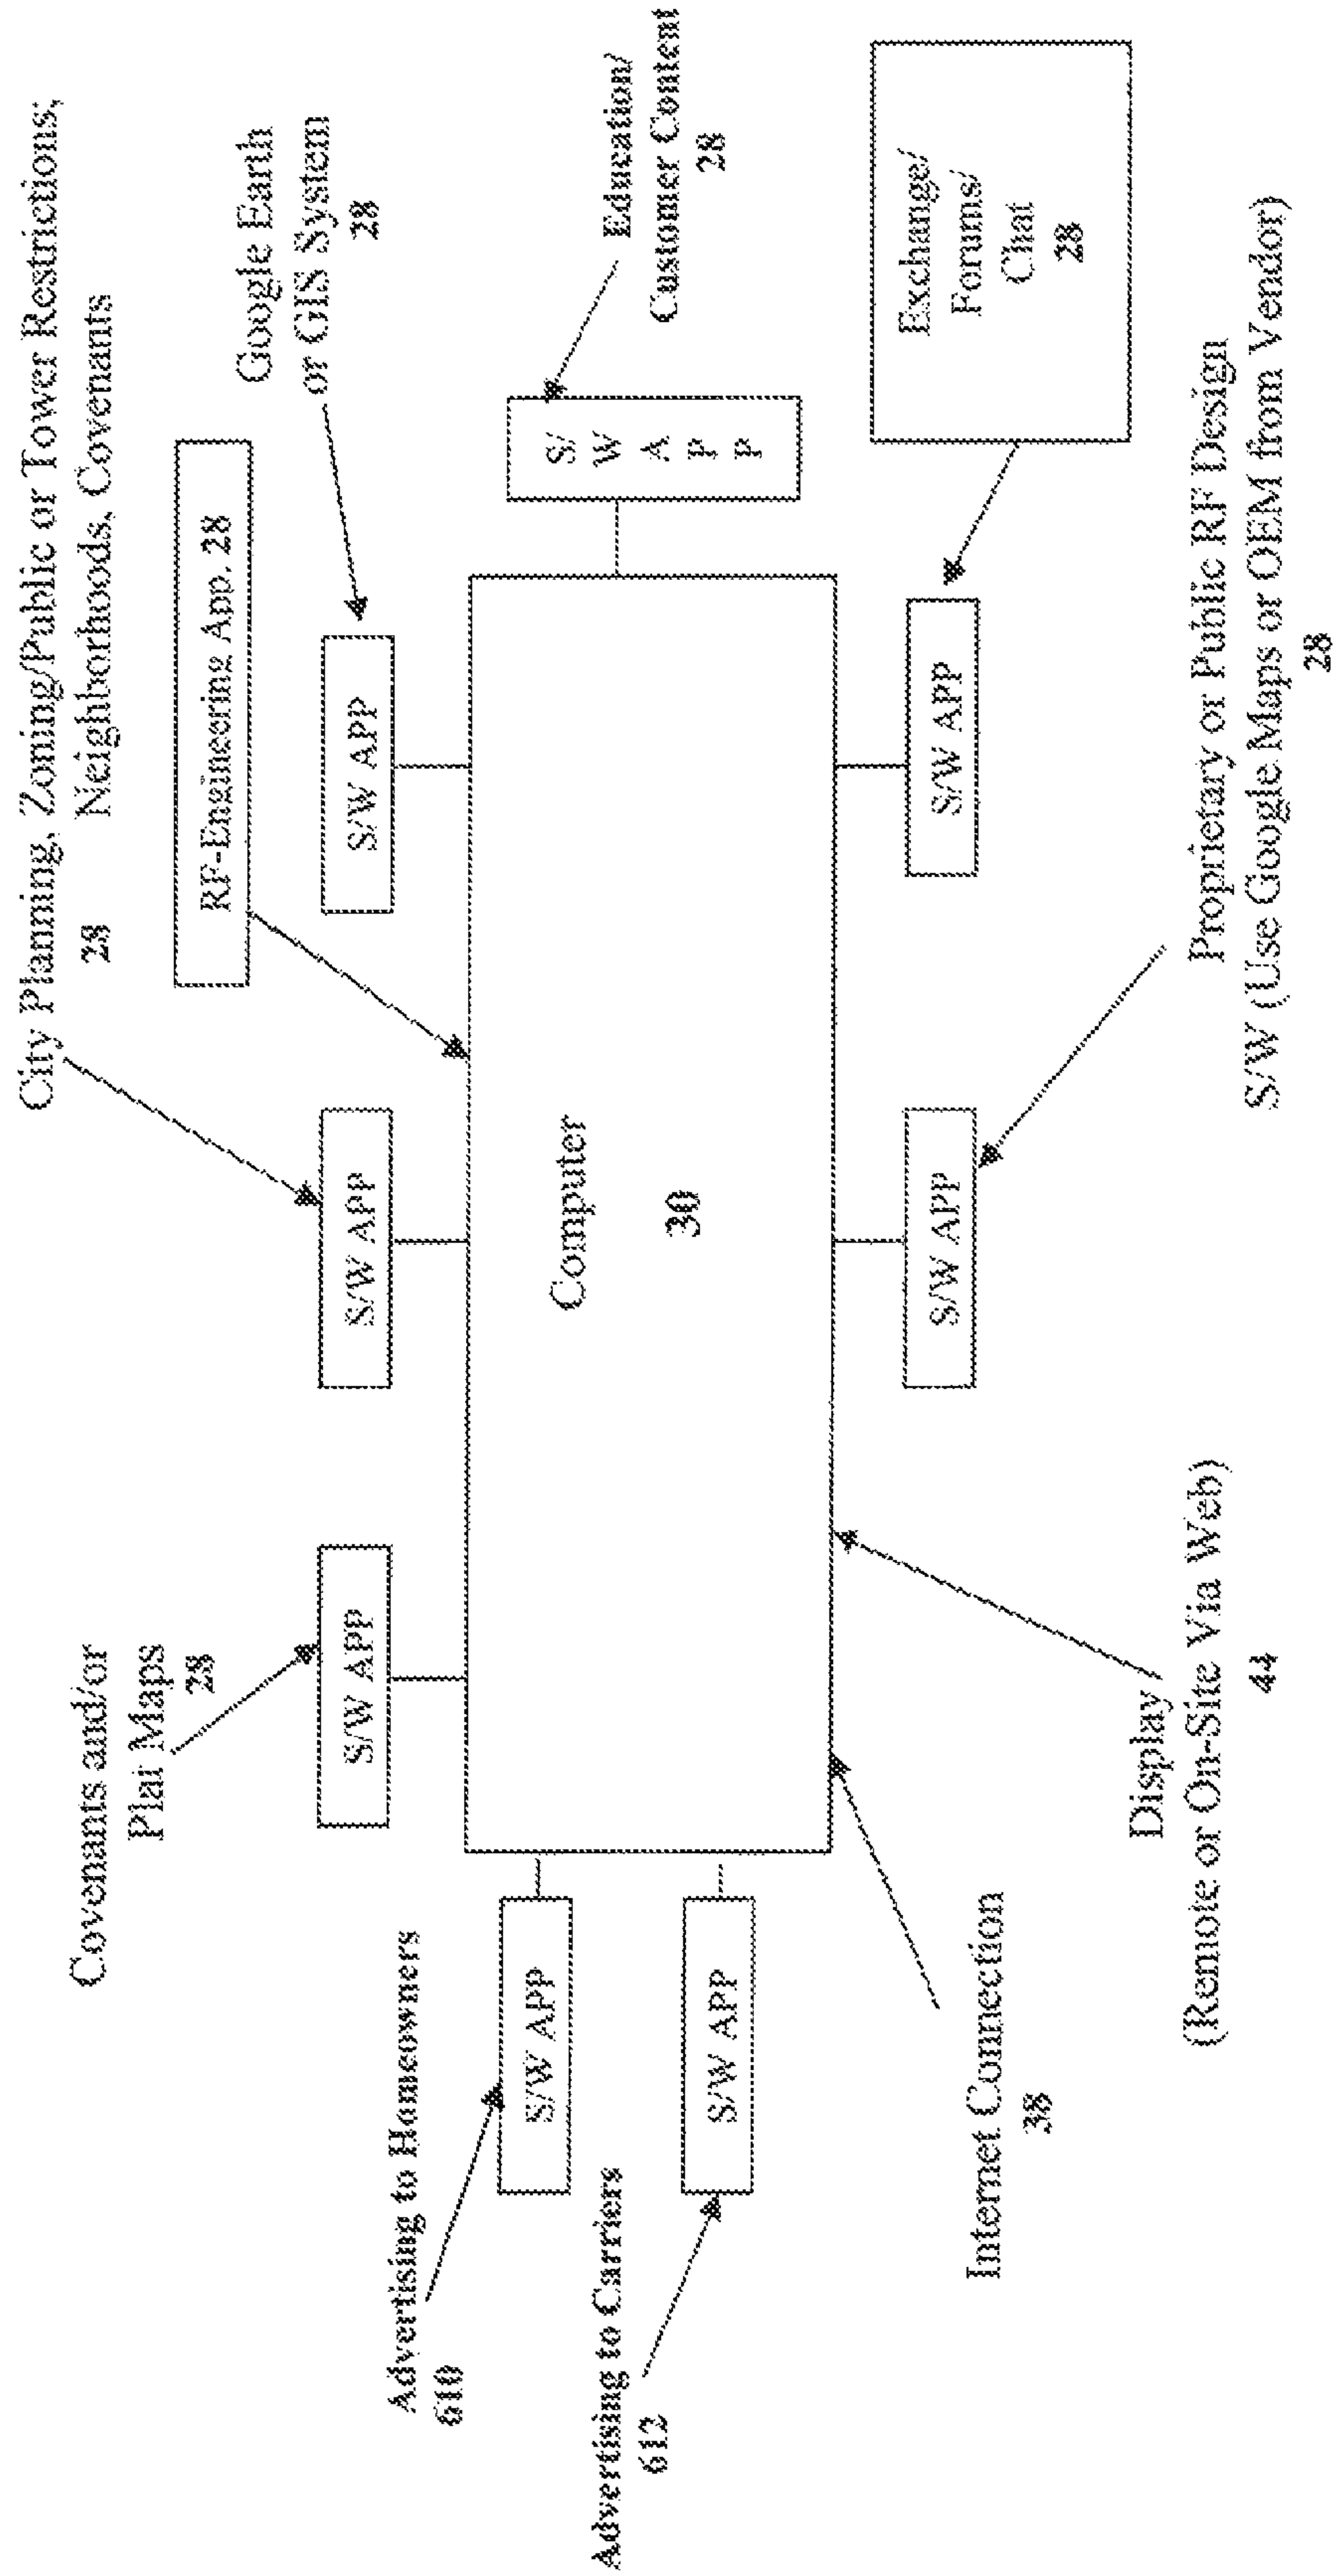 City Planning, Zoning/Public or Tower Restrictions;
28 Neighborhoods, Covenants
Covenants and/or
Plat Maps
28
RF-Engineering App. 28
Google Earth
or GIS System
28
S/W APP
S/W APP
S/W APP
Advertising to Homeowners
610
S/W APP
Advertising to Carriers
612
S/W APP
Computer
30
S/
W
A
P
P
Education/
Customer Content
28
Exchange/
Forums/
Chat
28
S/W APP
S/W APP
Internet Connection
38
Display
(Remote or On-Site Via Web)
44
Proprietary or Public RF Design
S/W (Use Google Maps or OEM from Vendor)
28